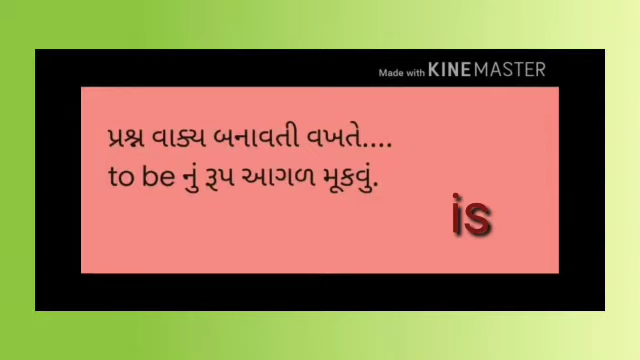 Made with KINEMASTER
પ્રશ્ન વાક્ય બનાવતી વખતે....
to be નું રૂપ આગળ મૂકવું.
is